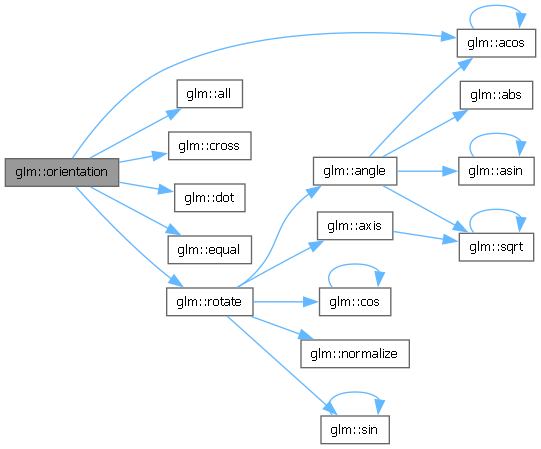 glm::orientation
glm::all
glm::cross
glm::dot
glm::equal
glm::rotate
glm::angle
glm::axis
glm::cos
glm::normalize
glm::sin
glm::acos
glm::abs
glm::asin
glm::sqrt